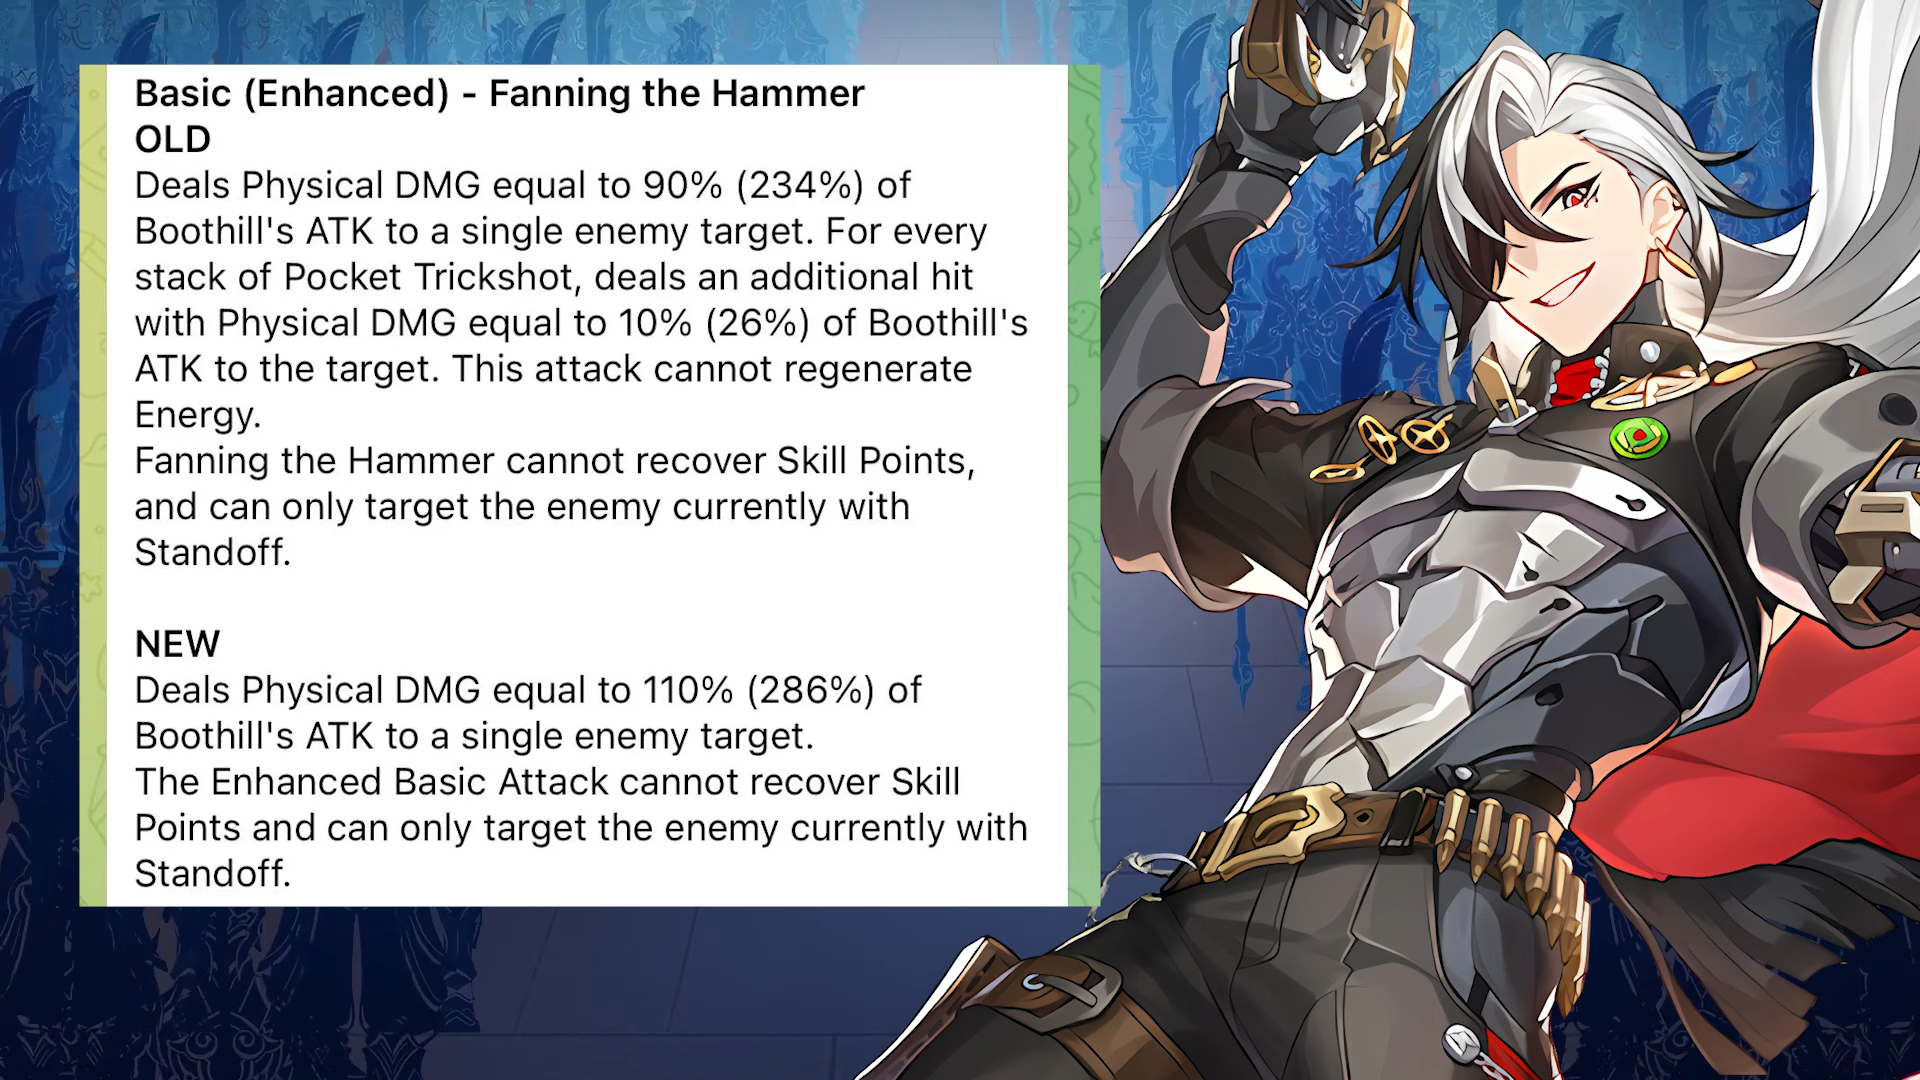 Basic (Enhanced) - Fanning the Hammer
OLD
Deals Physical DMG equal to 90% (234%) of
Boothill's ATK to a single enemy target. For every
stack of Pocket Trickshot, deals an additional hit
with Physical DMG equal to 10% (26%) of Boothill's
ATK to the target. This attack cannot regenerate
Energy.
Fanning the Hammer cannot recover Skill Points,
and can only target the enemy currently with
Standoff.
NEW
Deals Physical DMG equal to 110% (286%) of
Boothill's ATK to a single enemy target.
The Enhanced Basic Attack cannot recover Skill
Points and can only target the enemy currently with
Standoff.